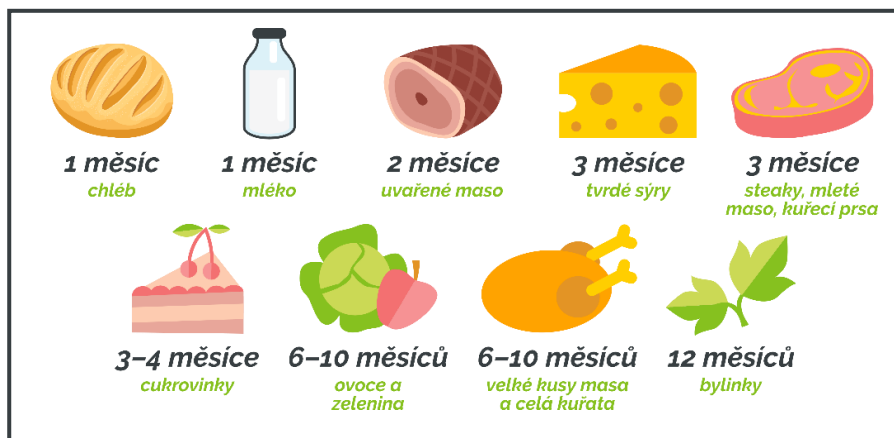 1 měsíc
chléb
1 měsíc
mléko
2 měsíce
uvařené maso
3 měsíce
tvrdé sýry
3 měsíce
steaky, mleté
maso, kuřecí prsa
3–4 měsíce
cukrovinky
6–10 měsíců
ovoce a
zelenina
6–10 měsíců
velké kusy masa
a celá kuřata
12 měsíců
bylinky